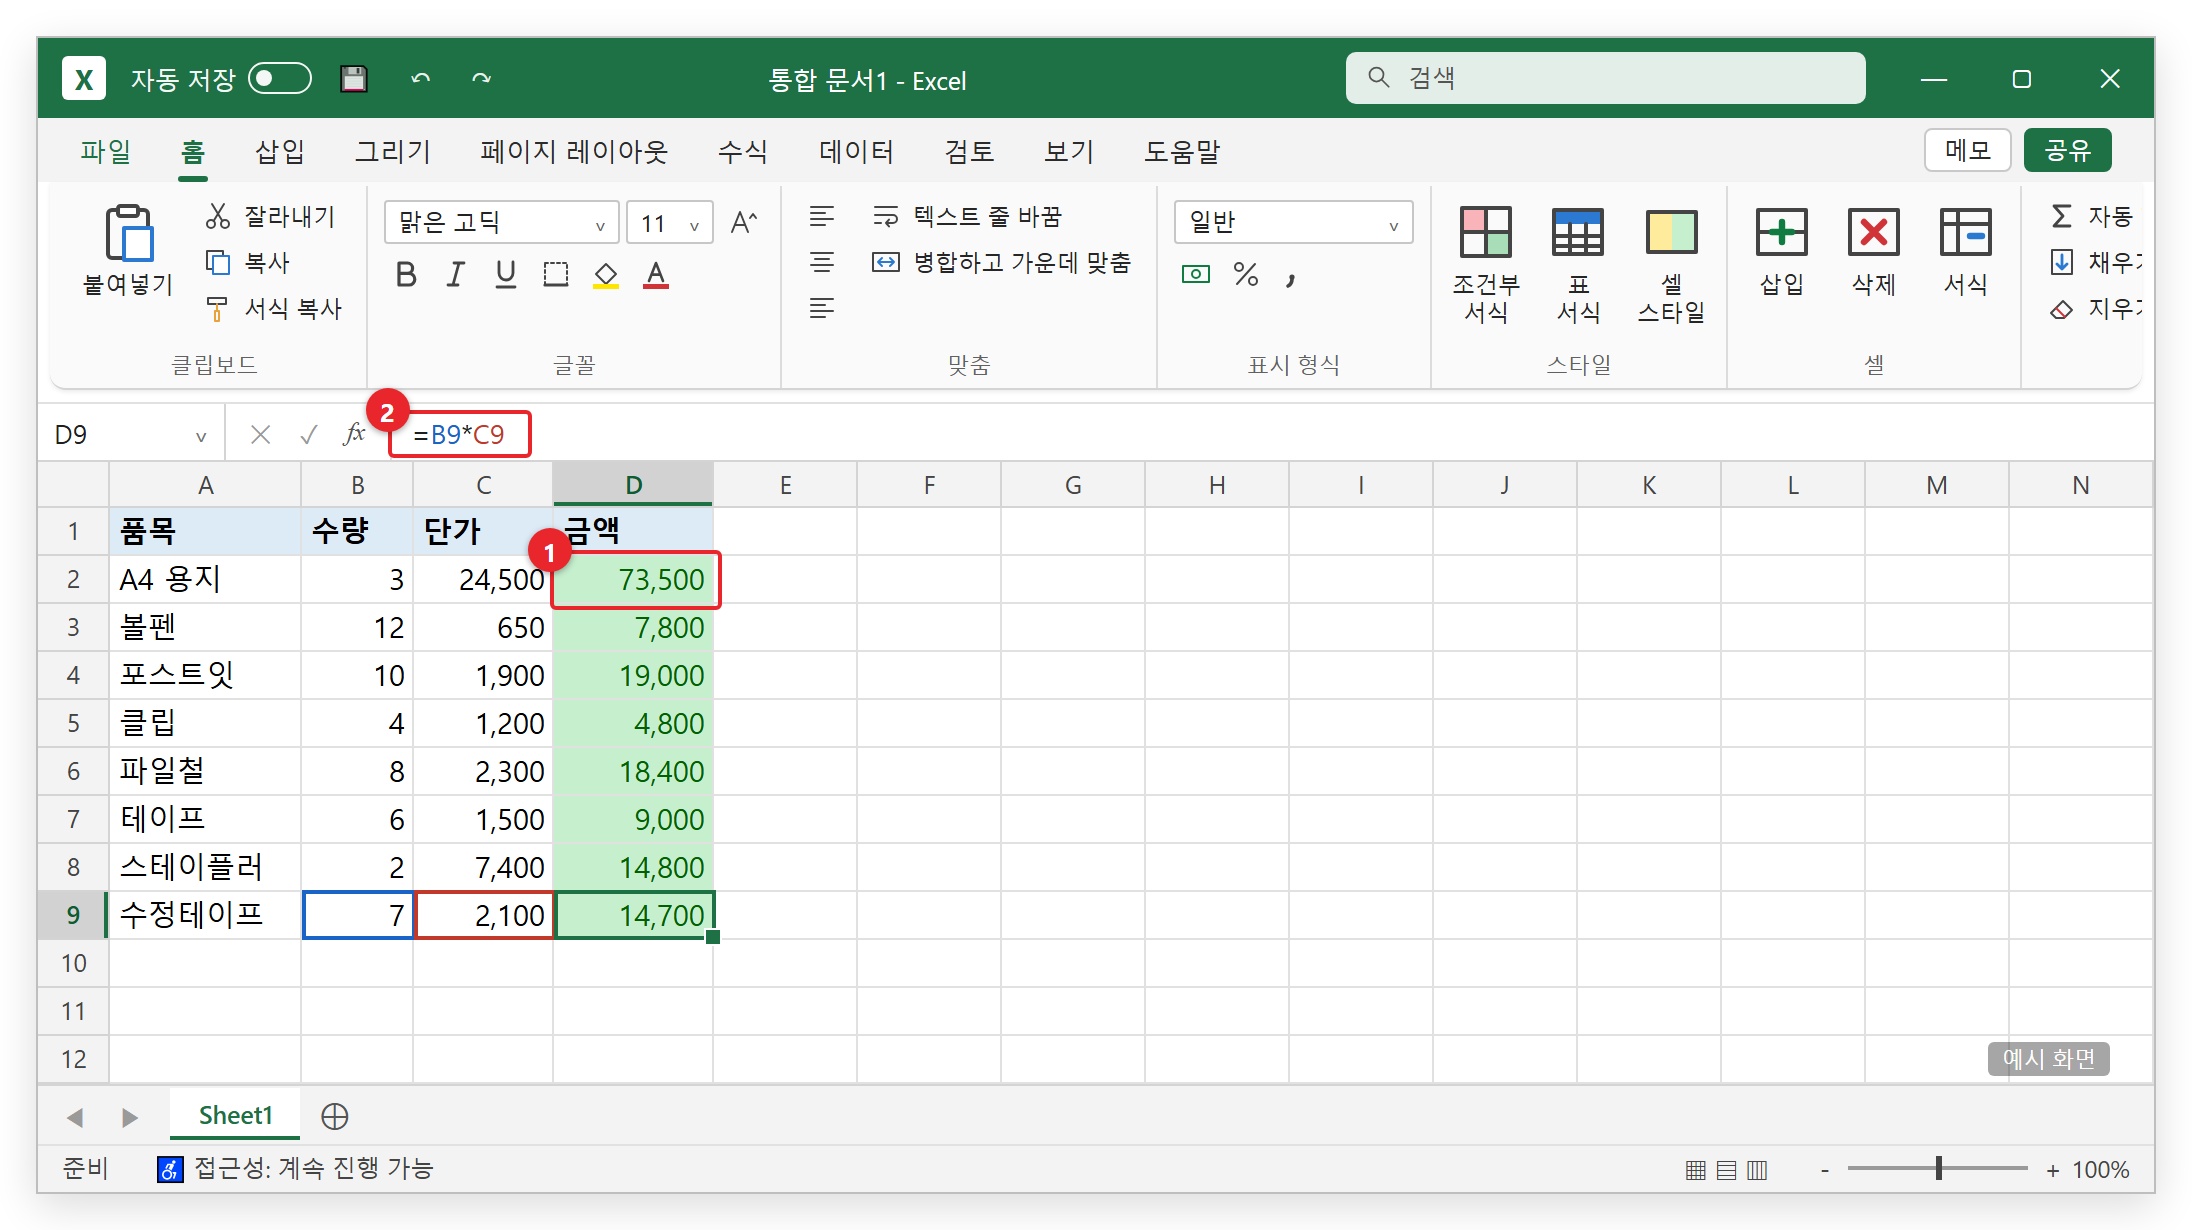 X 자동 저장 통합 문서1 - Excel 검색
파일 홈 삽입 그리기 페이지 레이아웃 수식 데이터 검토 보기 도움말 메모 공유
붙여넣기
잘라내기
복사
서식 복사
클립보드
맑은 고딕 11 A^
B I U A
글꼴
텍스트 줄 바꿈
병합하고 가운데 맞춤
맞춤
일반
% ,
표시 형식
조건부
서식
표
서식
셀
스타일
스타일
삽입 삭제 서식
셀
Σ 자동
채우
지우
D9 fx 2 =B9*C9
A B C D E F G H I J K L M N
1 품목 수량 단가 금액
1
2 A4 용지 3 24,500 73,500
3 볼펜 12 650 7,800
4 포스트잇 10 1,900 19,000
5 클립 4 1,200 4,800
6 파일철 8 2,300 18,400
7 테이프 6 1,500 9,000
8 스테이플러 2 7,400 14,800
9 수정테이프 7 2,100 14,700
10
11
12
예시 화면
Sheet1
준비 접근성: 계속 진행 가능 - + 100%